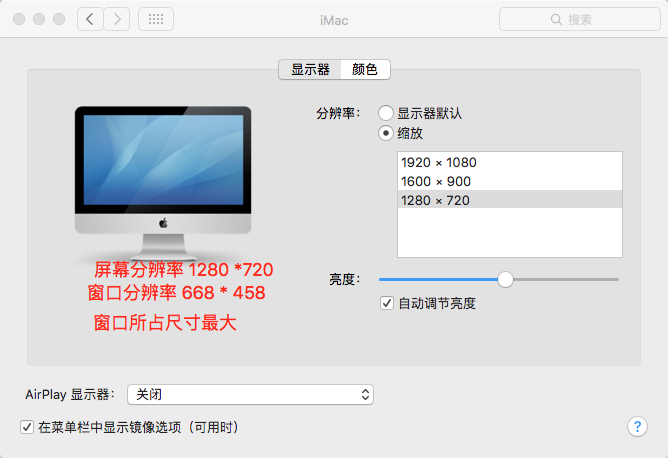 iMac
搜索
显示器 颜色
分辨率： 显示器默认
缩放
1920 × 1080
1600 × 900
1280 × 720
屏幕分辨率 1280 *720
窗口分辨率 668 * 458
窗口所占尺寸最大
亮度：
自动调节亮度
AirPlay 显示器： 关闭
在菜单栏中显示镜像选项（可用时）
?